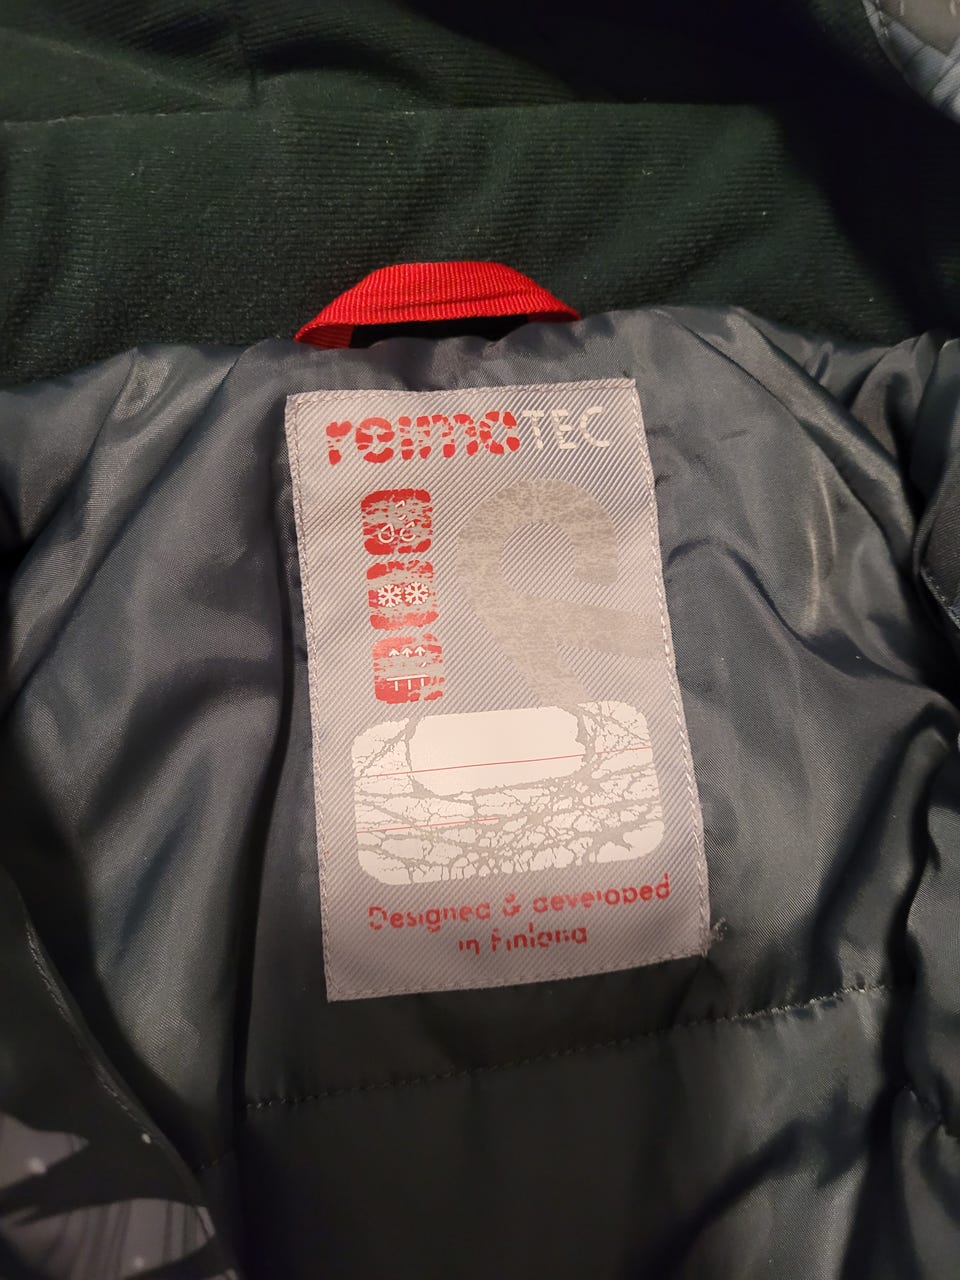 reimaTEC
Designed & developed
in Finland